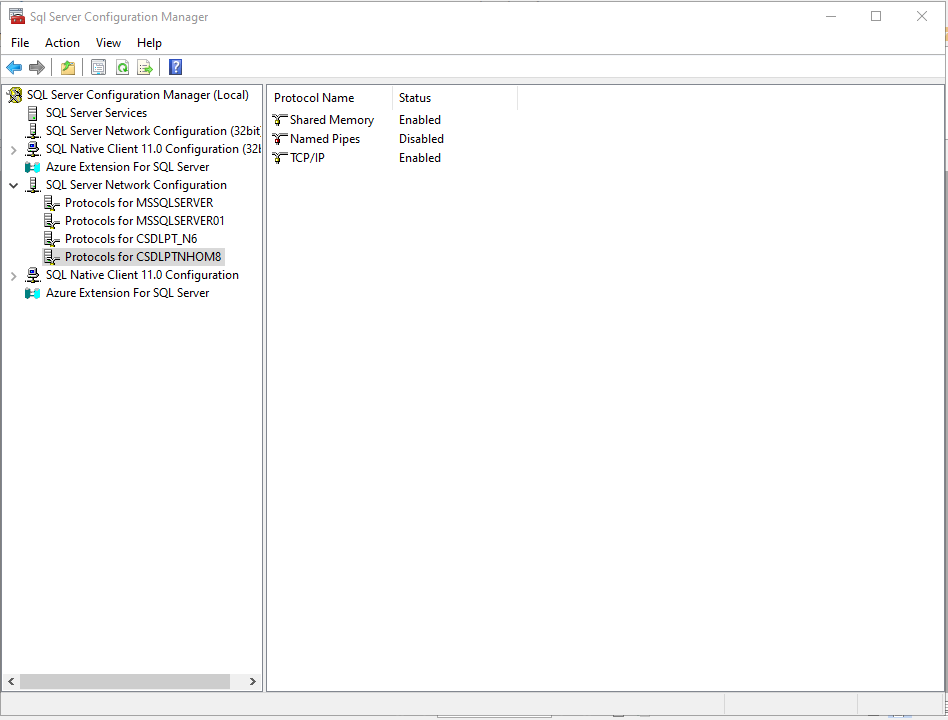 Sql Server Configuration Manager
File Action View Help
SQL Server Configuration Manager (Local)
SQL Server Services
SQL Server Network Configuration (32bit
SQL Native Client 11.0 Configuration (32b
Azure Extension For SQL Server
SQL Server Network Configuration
Protocols for MSSQLSERVER
Protocols for MSSQLSERVER01
Protocols for CSDLPT_N6
Protocols for CSDLPTNHOM8
SQL Native Client 11.0 Configuration
Azure Extension For SQL Server
Protocol Name Status
Shared Memory Enabled
Named Pipes Disabled
TCP/IP Enabled